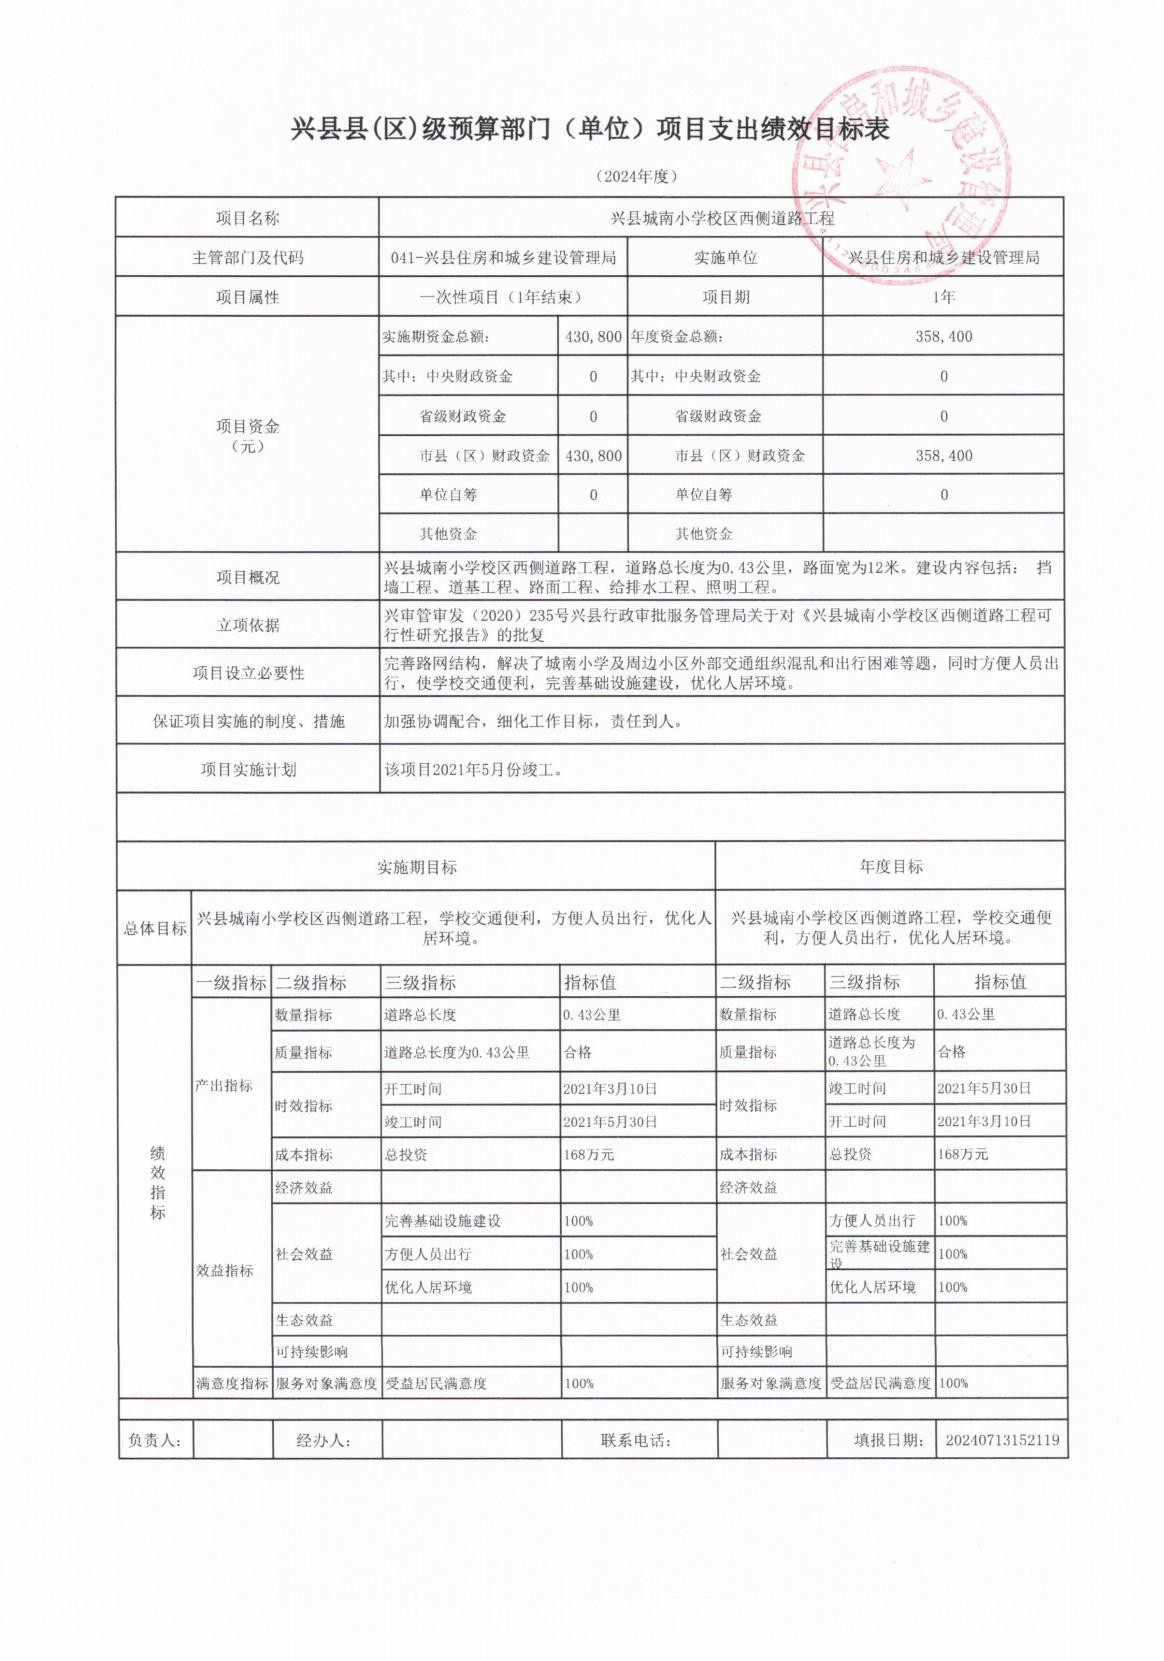 兴县县(区)级预算部门（单位）项目支出绩效目标表
（2024年度）
兴县住房和城乡建设管理局
项目名称 兴县城南小学校区西侧道路工程
主管部门及代码 041-兴县住房和城乡建设管理局 实施单位 兴县住房和城乡建设管理局
项目属性 一次性项目（1年结束） 项目期 1年
项目资金
（元）
实施期资金总额： 430,800 年度资金总额： 358,400
其中：中央财政资金 0 其中：中央财政资金 0
省级财政资金 0 省级财政资金 0
市县（区）财政资金 430,800 市县（区）财政资金 358,400
单位自筹 0 单位自筹 0
其他资金 其他资金
项目概况
兴县城南小学校区西侧道路工程，道路总长度为0.43公里，路面宽为12米。建设内容包括： 挡
墙工程、道基工程、路面工程、给排水工程、照明工程。
立项依据
兴审管审发（2020）235号兴县行政审批服务管理局关于对《兴县城南小学校区西侧道路工程可
行性研究报告》的批复
项目设立必要性
完善路网结构，解决了城南小学及周边小区外部交通组织混乱和出行困难等题，同时方便人员出
行，使学校交通便利，完善基础设施建设，优化人居环境。
保证项目实施的制度、措施 加强协调配合，细化工作目标，责任到人。
项目实施计划 该项目2021年5月份竣工。
实施期目标 年度目标
总体目标
兴县城南小学校区西侧道路工程，学校交通便利，方便人员出行，优化人
居环境。
兴县城南小学校区西侧道路工程，学校交通便
利，方便人员出行，优化人居环境。
绩
效
指
标
一级指标 二级指标 三级指标 指标值 二级指标 三级指标 指标值
产出指标
数量指标 道路总长度 0.43公里 数量指标 道路总长度 0.43公里
质量指标 道路总长度为0.43公里 合格 质量指标 道路总长度为
0.43公里 合格
时效指标 开工时间 2021年3月10日 时效指标 竣工时间 2021年5月30日
竣工时间 2021年5月30日 开工时间 2021年3月10日
成本指标 总投资 168万元 成本指标 总投资 168万元
效益指标
经济效益 经济效益
社会效益 完善基础设施建设 100% 社会效益 方便人员出行 100%
方便人员出行 100% 完善基础设施建
设 100%
优化人居环境 100% 优化人居环境 100%
生态效益 生态效益
可持续影响 可持续影响
满意度指标 服务对象满意度 受益居民满意度 100% 服务对象满意度 受益居民满意度 100%
负责人： 经办人： 联系电话： 填报日期： 20240713152119